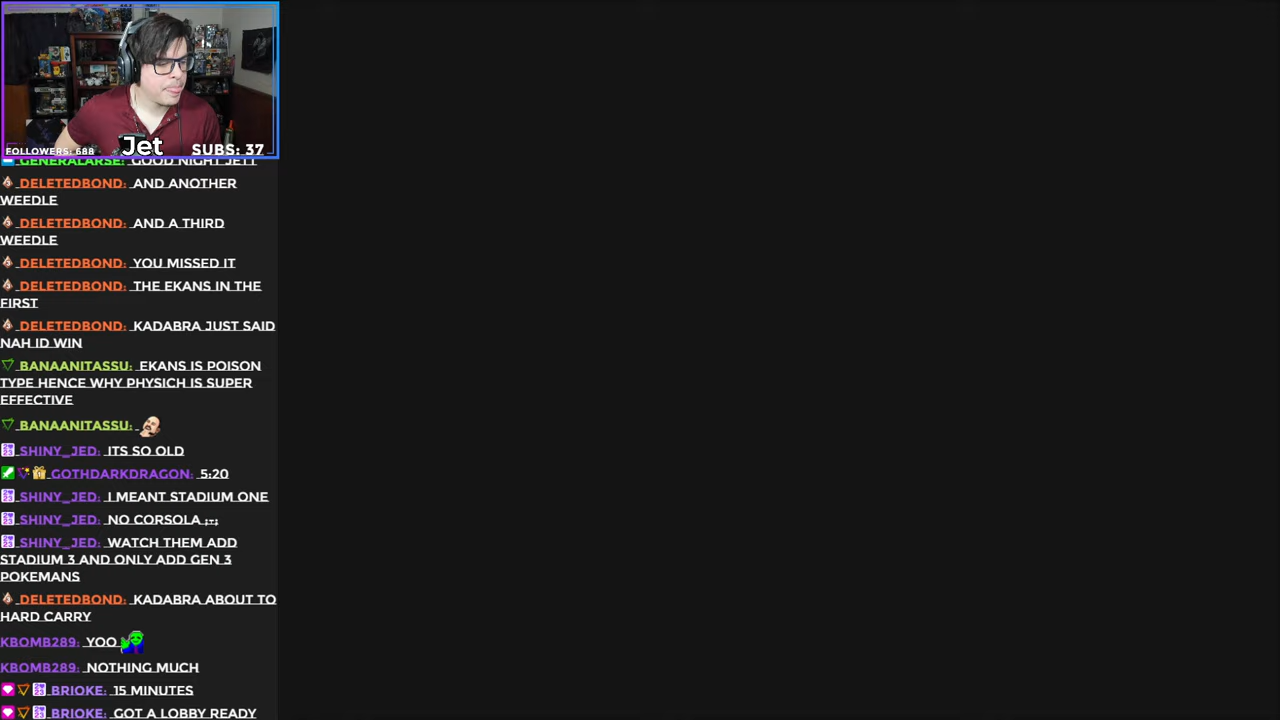 FOLLOWERS: 688
Jet
SUBS: 37
GENERALARSE: GOOD NIGHT JETT
DELETEDBOND: AND ANOTHER
WEEDLE
DELETEDBOND: AND A THIRD
WEEDLE
DELETEDBOND: YOU MISSED IT
DELETEDBOND: THE EKANS IN THE
FIRST
DELETEDBOND: KADABRA JUST SAID
NAH ID WIN
BANAANITASSU: EKANS IS POISON
TYPE HENCE WHY PHYSICH IS SUPER
EFFECTIVE
BANAANITASSU:
SHINY_JED: ITS SO OLD
GOTHDARKDRAGON: 5:20
SHINY_JED: I MEANT STADIUM ONE
SHINY_JED: NO CORSOLA ;-;
SHINY_JED: WATCH THEM ADD
STADIUM 3 AND ONLY ADD GEN 3
POKEMANS
DELETEDBOND: KADABRA ABOUT TO
HARD CARRY
KBOMB289: YOO
KBOMB289: NOTHING MUCH
BRIOKE: 15 MINUTES
BRIOKE: GOT A LOBBY READY